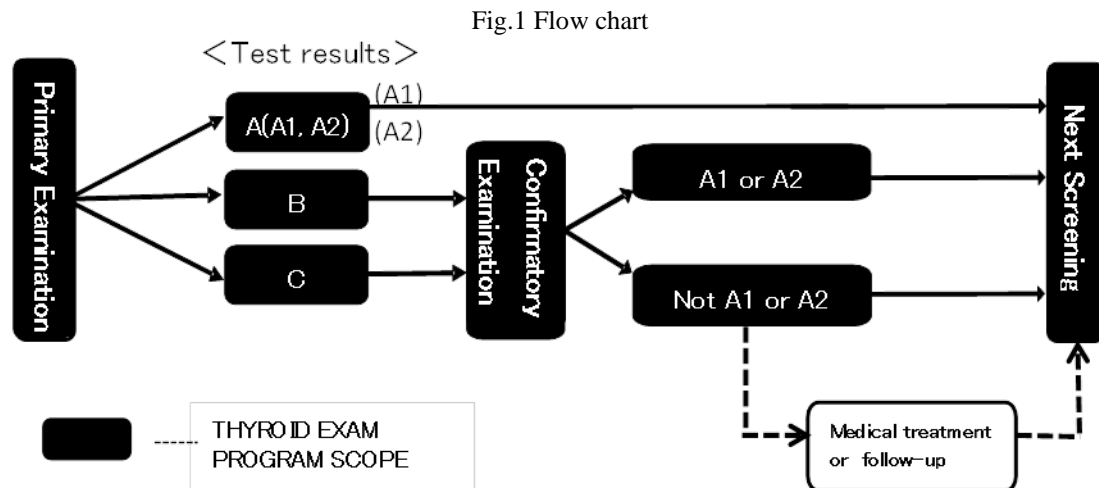 Fig.1 Flow chart
<Test results>
Primary Examination
A(A1, A2)
(A1)
(A2)
B
C
Confirmatory
Examination
A1 or A2
Not A1 or A2
Next Screening
Medical treatment
or follow-up
THYROID EXAM
PROGRAM SCOPE